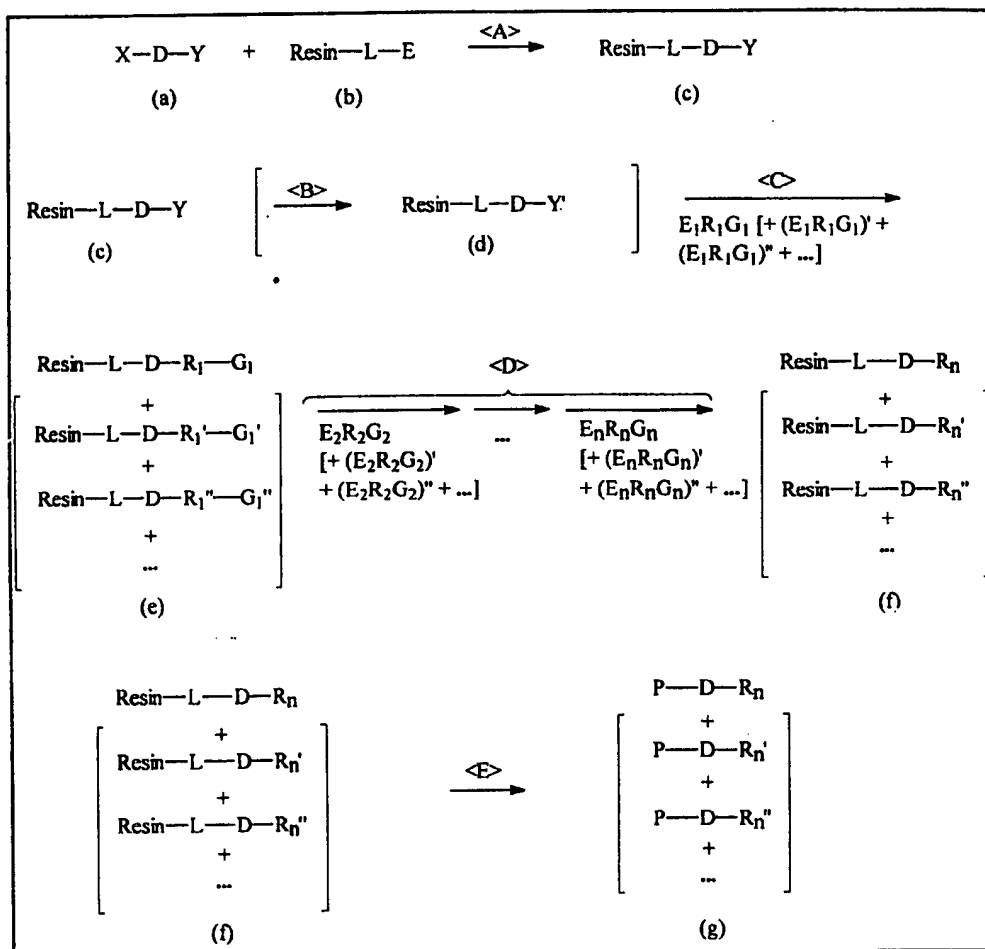 <A>
X—D—Y + Resin—L—E Resin—L—D—Y
(a) (b) (c)
<B> <C>
Resin—L—D—Y Resin—L—D—Y'
(c) (d)
E₁R₁G₁ [+ (E₁R₁G₁)' +
(E₁R₁G₁)" + ...]
Resin—L—D—R₁—G₁
+
Resin—L—D—R₁'—G₁'
+
Resin—L—D—R₁"—G₁"
+
...
(e)
<D>
E₂R₂G₂
[+ (E₂R₂G₂)'
+ (E₂R₂G₂)" + ...]
...
EₙRₙGₙ
[+ (EₙRₙGₙ)'
+ (EₙRₙGₙ)" + ...]
Resin—L—D—Rₙ
+
Resin—L—D—Rₙ'
+
Resin—L—D—Rₙ"
+
...
(f)
Resin—L—D—Rₙ
+
Resin—L—D—Rₙ'
+
Resin—L—D—Rₙ"
+
...
(f)
<E>
P—D—Rₙ
+
P—D—Rₙ'
+
P—D—Rₙ"
+
...
(g)